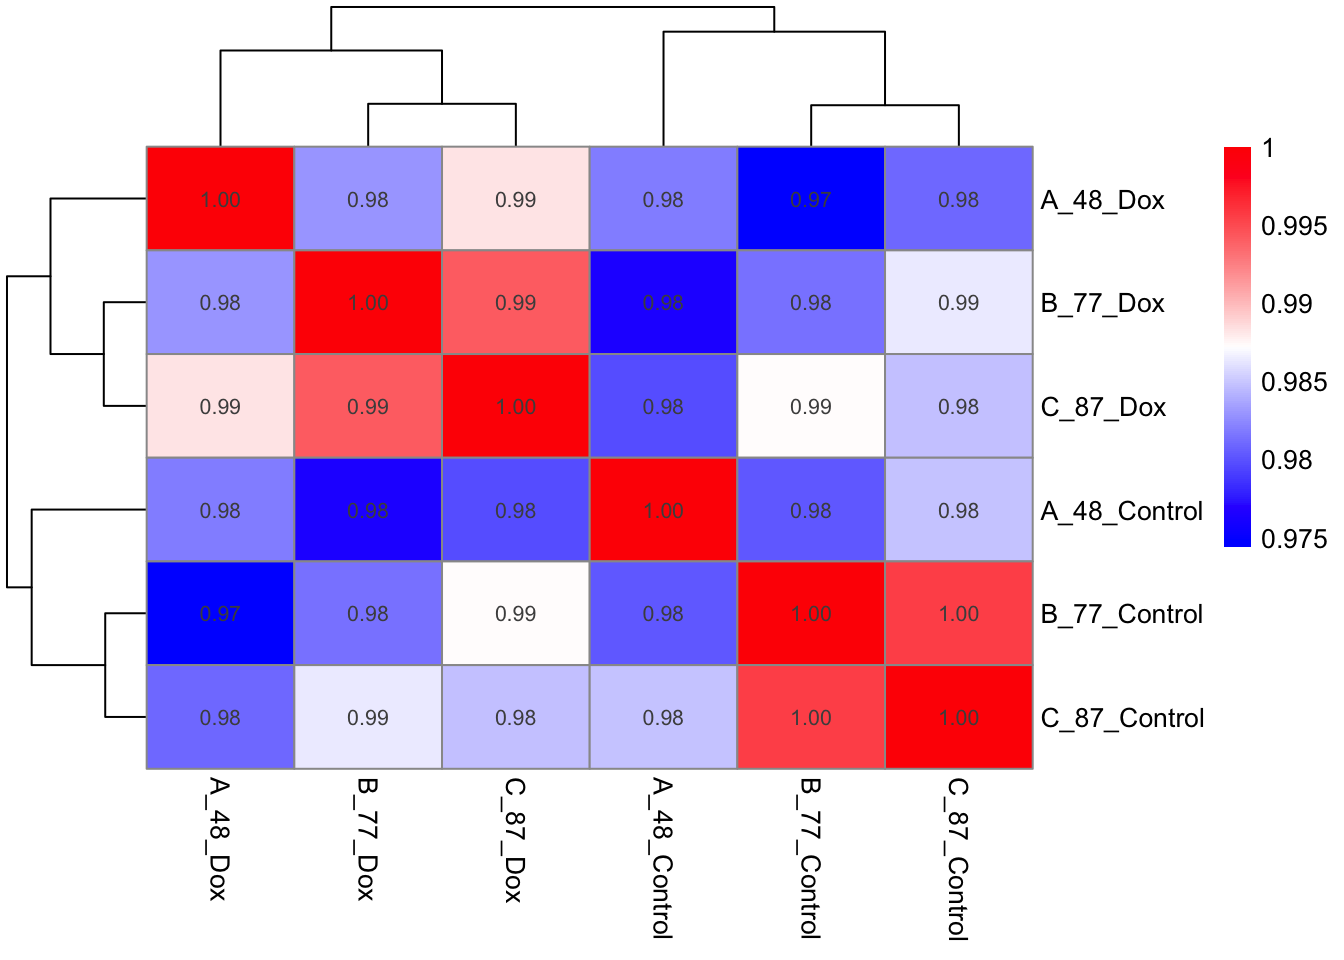 1.00 0.98 0.99 0.98 0.97 0.98 A_48_Dox
0.98 1.00 0.99 0.98 0.98 0.99 B_77_Dox
0.99 0.99 1.00 0.98 0.99 0.98 C_87_Dox
0.98 0.98 0.98 1.00 0.98 0.98 A_48_Control
0.97 0.98 0.99 0.98 1.00 1.00 B_77_Control
0.98 0.99 0.98 0.98 1.00 1.00 C_87_Control
A_48_Dox
B_77_Dox
C_87_Dox
A_48_Control
B_77_Control
C_87_Control
1
0.995
0.99
0.985
0.98
0.975